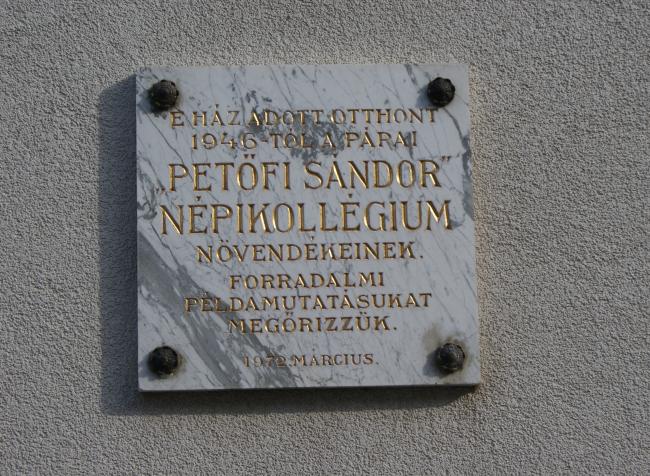 E HÁZ ADOTT OTTHONT
1946-TÓL A PÁPAI
"PETŐFI SÁNDOR"
NÉPIKOLLÉGIUM
NÖVENDÉKEINEK.
FORRADALMI
PÉLDAMUTATÁSUKAT
MEGŐRIZZÜK.
1972. MÁRCIUS.